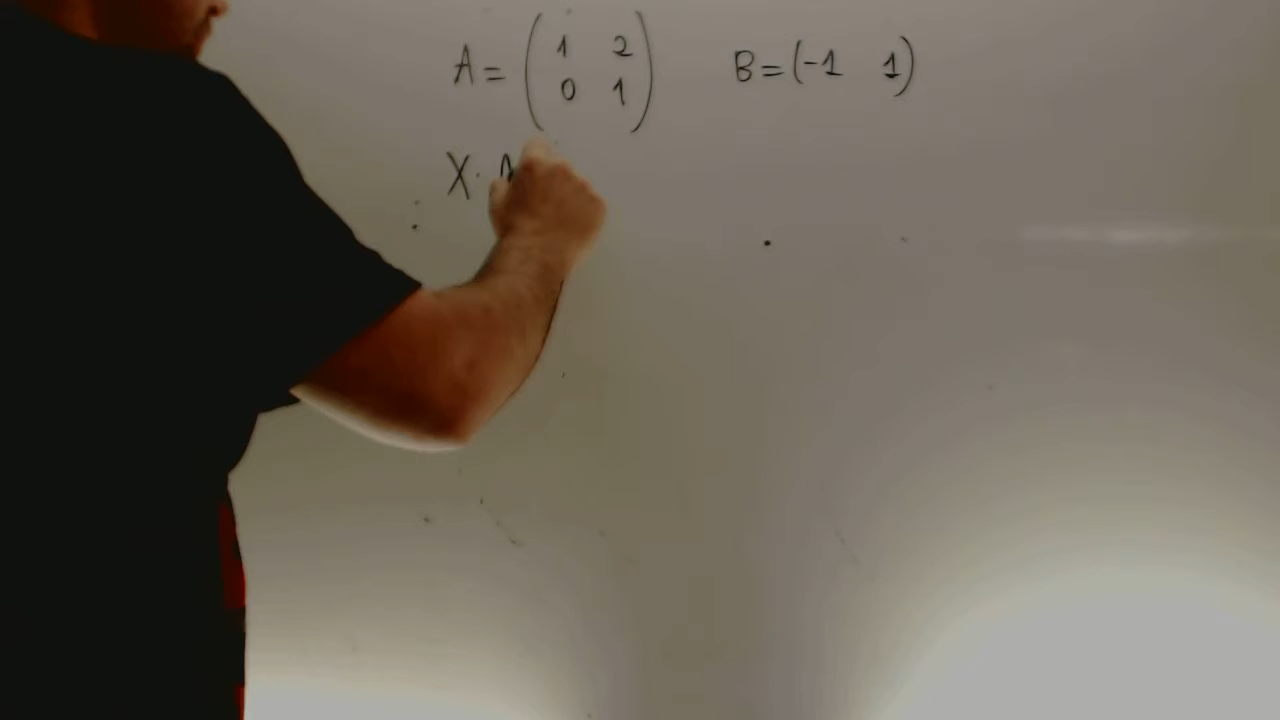 A = ( 1 2 B = (-1 1)
0 1 )
X ·